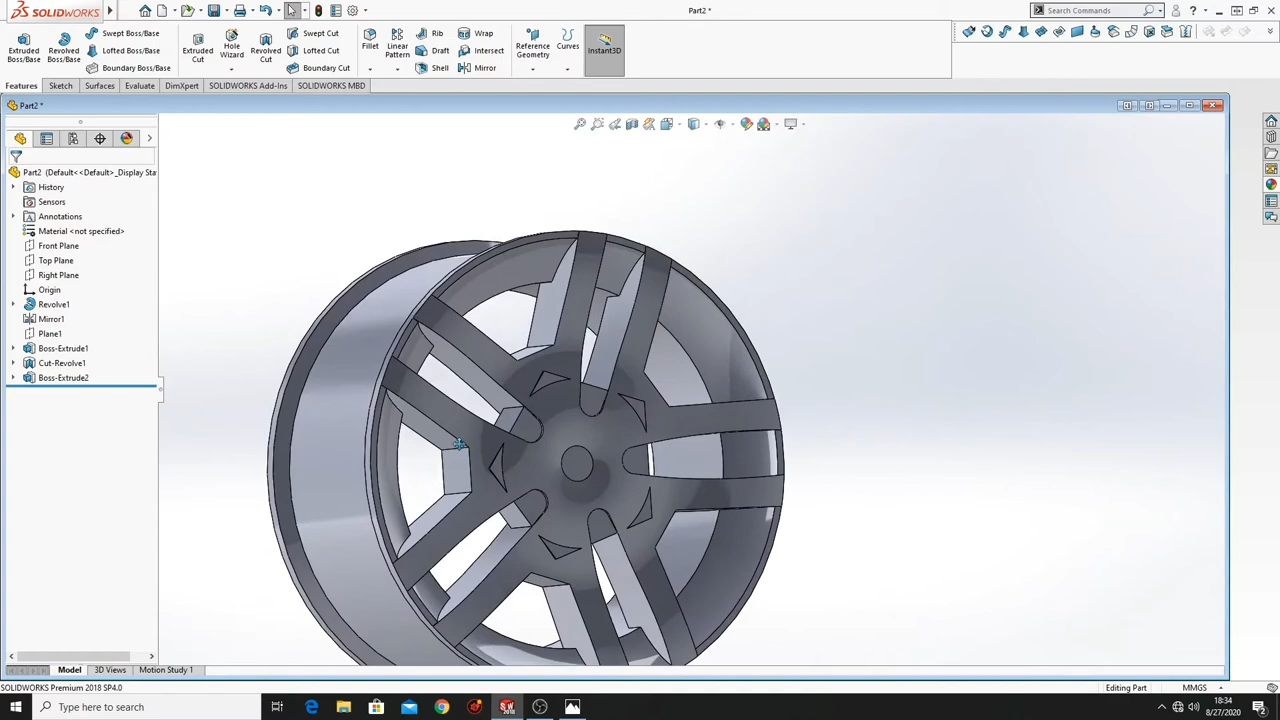 SOLIDWORKS
Part2 *
Search Commands
Extruded Boss/Base
Revolved Boss/Base
Swept Boss/Base
Lofted Boss/Base
Boundary Boss/Base
Extruded Cut
Hole Wizard
Revolved Cut
Swept Cut
Lofted Cut
Boundary Cut
Fillet
Linear Pattern
Rib
Draft
Shell
Wrap
Intersect
Mirror
Reference Geometry
Curves
Instant3D
Features
Sketch
Surfaces
Evaluate
DimXpert
SOLIDWORKS Add-Ins
SOLIDWORKS MBD
Part2 *
Part2 (Default<<Default>_Display Sta
History
Sensors
Annotations
Material <not specified>
Front Plane
Top Plane
Right Plane
Origin
Revolve1
Mirror1
Plane1
Boss-Extrude1
Cut-Revolve1
Boss-Extrude2
Model
3D Views
Motion Study 1
SOLIDWORKS Premium 2018 SP4.0
Editing Part
MMGS
Type here to search
18:34
8/27/2020